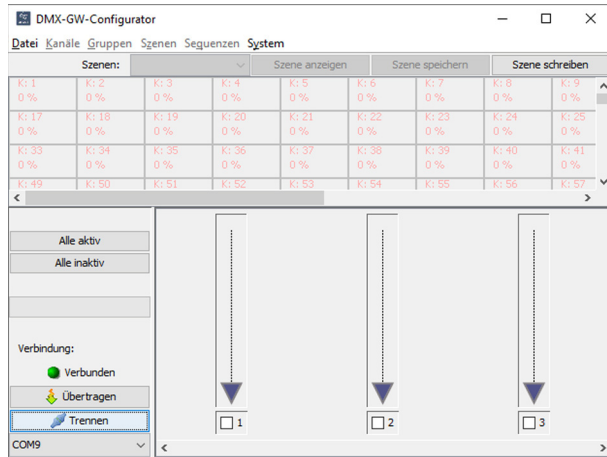 DMX-GW-Configurator
Datei Kanäle Gruppen Szenen Sequenzen System
Szenen: Szene anzeigen Szene speichern Szene schreiben
K: 1 K: 2 K: 3 K: 4 K: 5 K: 6 K: 7 K: 8 K: 9
0 % 0 % 0 % 0 % 0 % 0 % 0 % 0 % 0 %
K: 17 K: 18 K: 19 K: 20 K: 21 K: 22 K: 23 K: 24 K: 25
0 % 0 % 0 % 0 % 0 % 0 % 0 % 0 % 0 %
K: 33 K: 34 K: 35 K: 36 K: 37 K: 38 K: 39 K: 40 K: 41
0 % 0 % 0 % 0 % 0 % 0 % 0 % 0 % 0 %
K: 49 K: 50 K: 51 K: 52 K: 53 K: 54 K: 55 K: 56 K: 57
Alle aktiv
Alle inaktiv
Verbindung:
Verbunden
Übertragen
Trennen
COM9
1 2 3